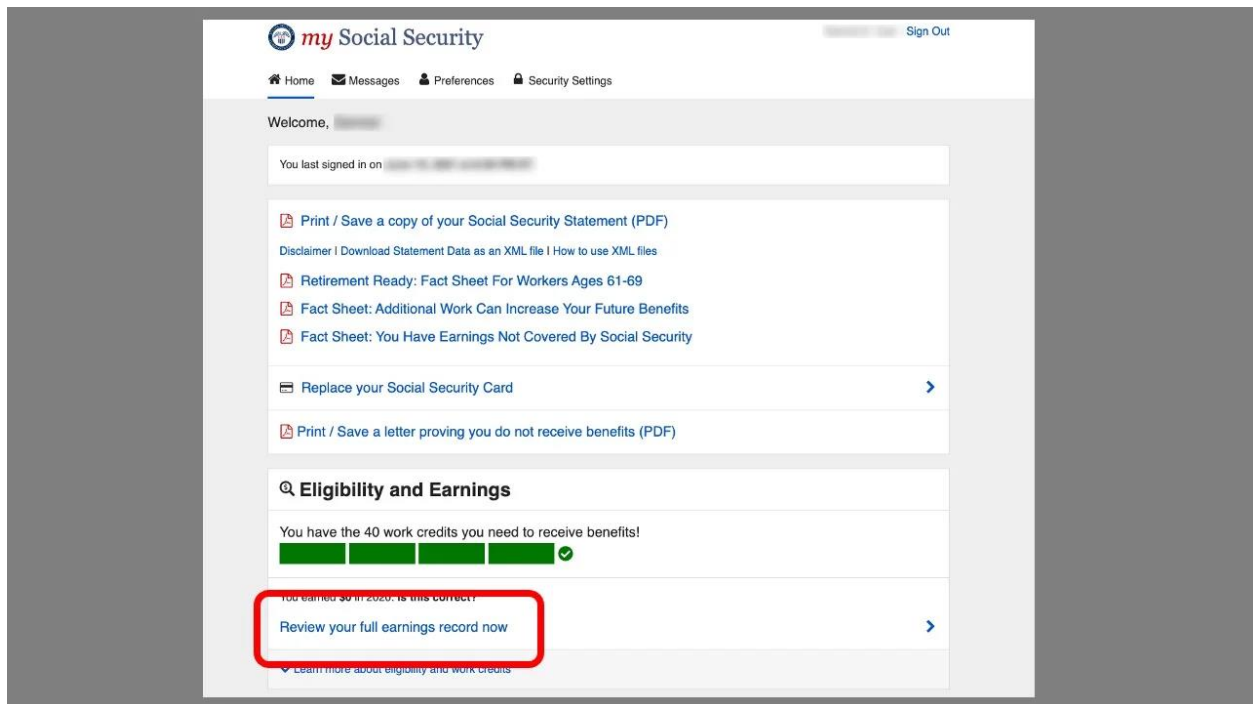 my Social Security
Sign Out
Home Messages Preferences Security Settings
Welcome,
You last signed in on
Print / Save a copy of your Social Security Statement (PDF)
Disclaimer | Download Statement Data as an XML file | How to use XML files
Retirement Ready: Fact Sheet For Workers Ages 61-69
Fact Sheet: Additional Work Can Increase Your Future Benefits
Fact Sheet: You Have Earnings Not Covered By Social Security
Replace your Social Security Card
Print / Save a letter proving you do not receive benefits (PDF)
Eligibility and Earnings
You have the 40 work credits you need to receive benefits!
You earned $0 in 2020. Is this correct?
Review your full earnings record now
Learn more about eligibility and work credits